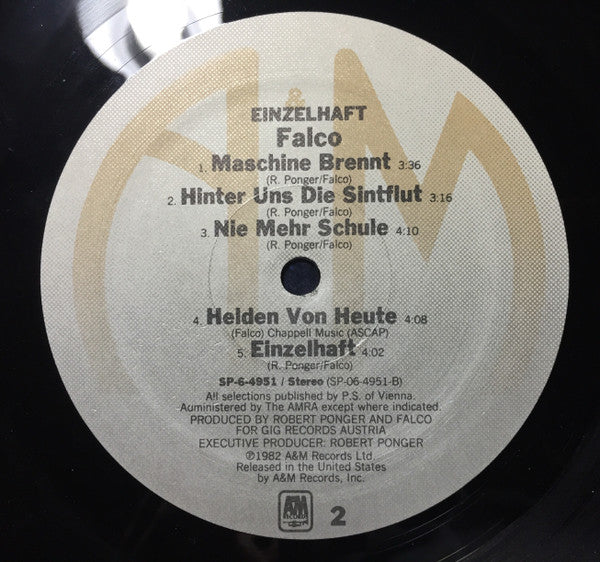 EINZELHAFT
Falco
1. Maschine Brennt 3:36
(R. Ponger/Falco)
2. Hinter Uns Die Sintflut 3:16
(R. Ponger/Falco)
3. Nie Mehr Schule 4:10
(R. Ponger/Falco)
4. Helden Von Heute 4:08
(Falco) Chappell Music (ASCAP)
5. Einzelhaft 4:02
(R. Ponger/Falco)
SP-6-4951 / Stereo (SP-06-4951-B)
All selections published by P.S. of Vienna.
Auministered by The AMRA except where indicated.
PRODUCED BY ROBERT PONGER AND FALCO
FOR GIG RECORDS AUSTRIA
EXECUTIVE PRODUCER: ROBERT PONGER
℗1982 A&M Records Ltd.
Released in the United States
by A&M Records, Inc.
A&M
RECORDS
2
A&M